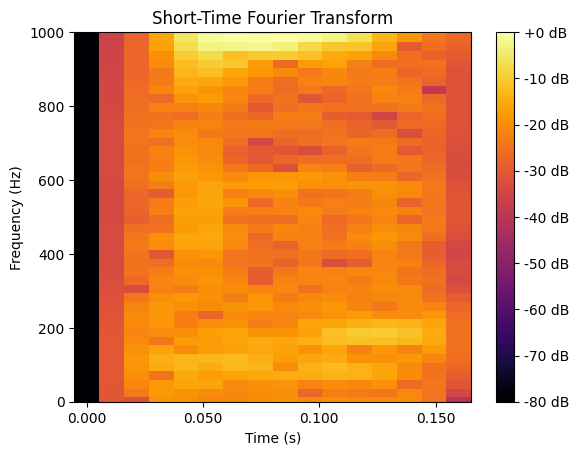 Short-Time Fourier Transform
1000
800
600
400
200
0
Frequency (Hz)
0.000
0.050
0.100
0.150
Time (s)
+0 dB
-10 dB
-20 dB
-30 dB
-40 dB
-50 dB
-60 dB
-70 dB
-80 dB